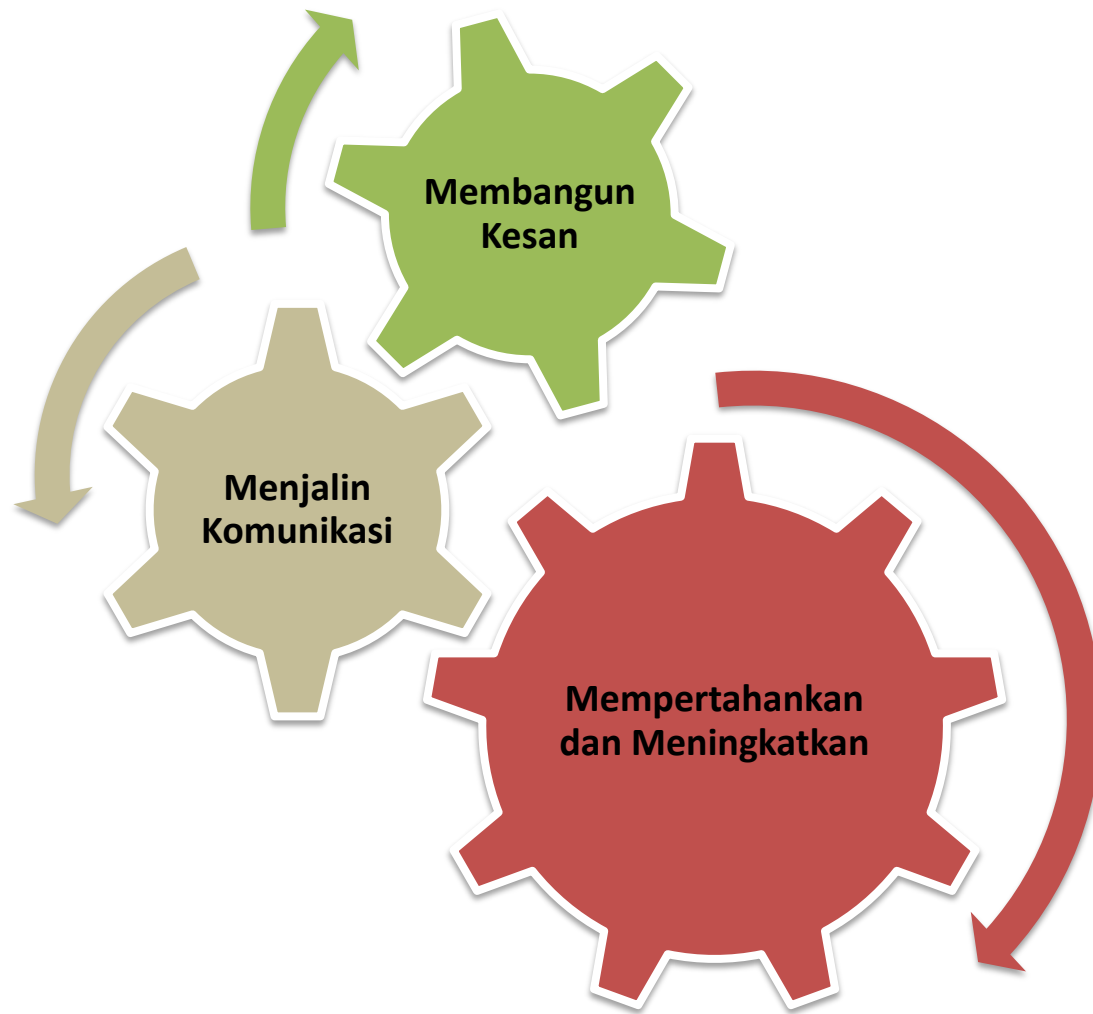 Membangun
Kesan
Menjalin
Komunikasi
Mempertahankan
dan Meningkatkan